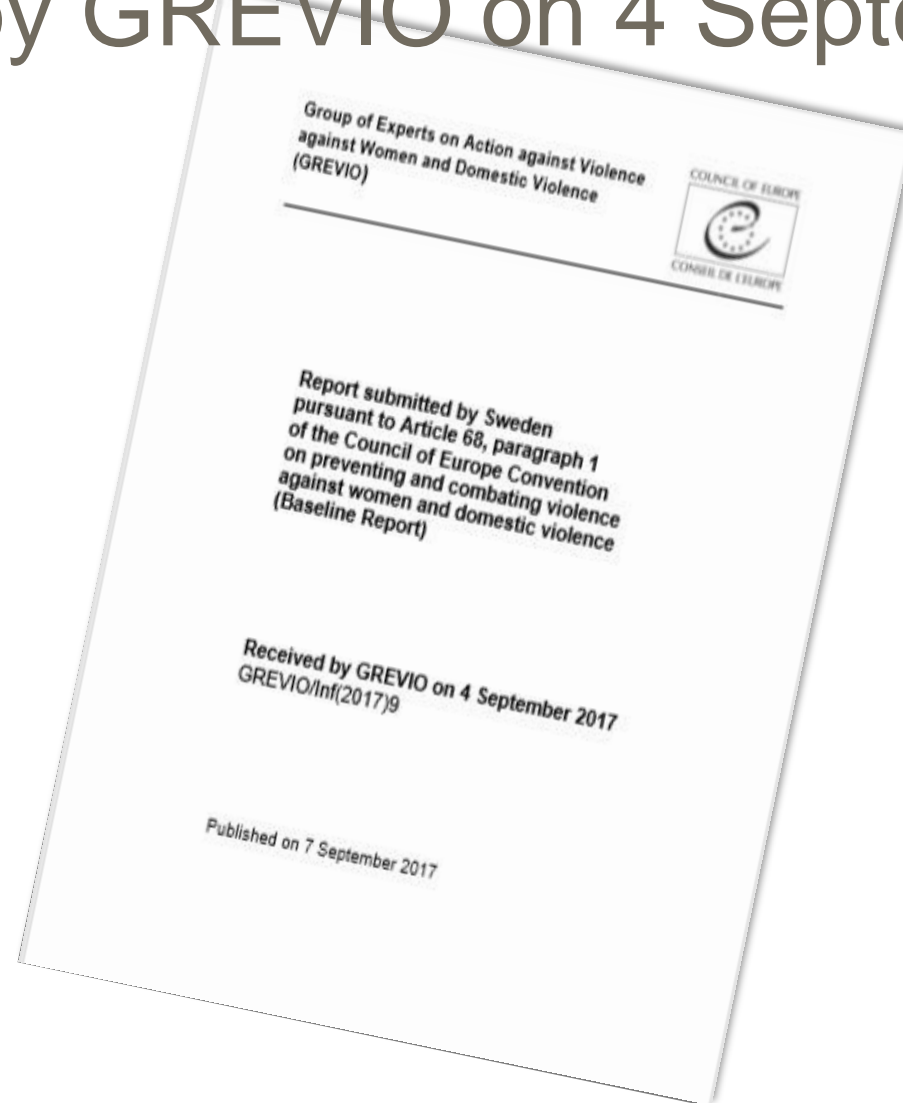 by GREVIO on 4 Septe
Group of Experts on Action against Violence
against Women and Domestic Violence
(GREVIO)
COUNCIL OF EUROPE
CONSEIL DE L'EUROPE
Report submitted by Sweden
pursuant to Article 68, paragraph 1
of the Council of Europe Convention
on preventing and combating violence
against women and domestic violence
(Baseline Report)
Received by GREVIO on 4 September 2017
GREVIO/Inf(2017)9
Published on 7 September 2017